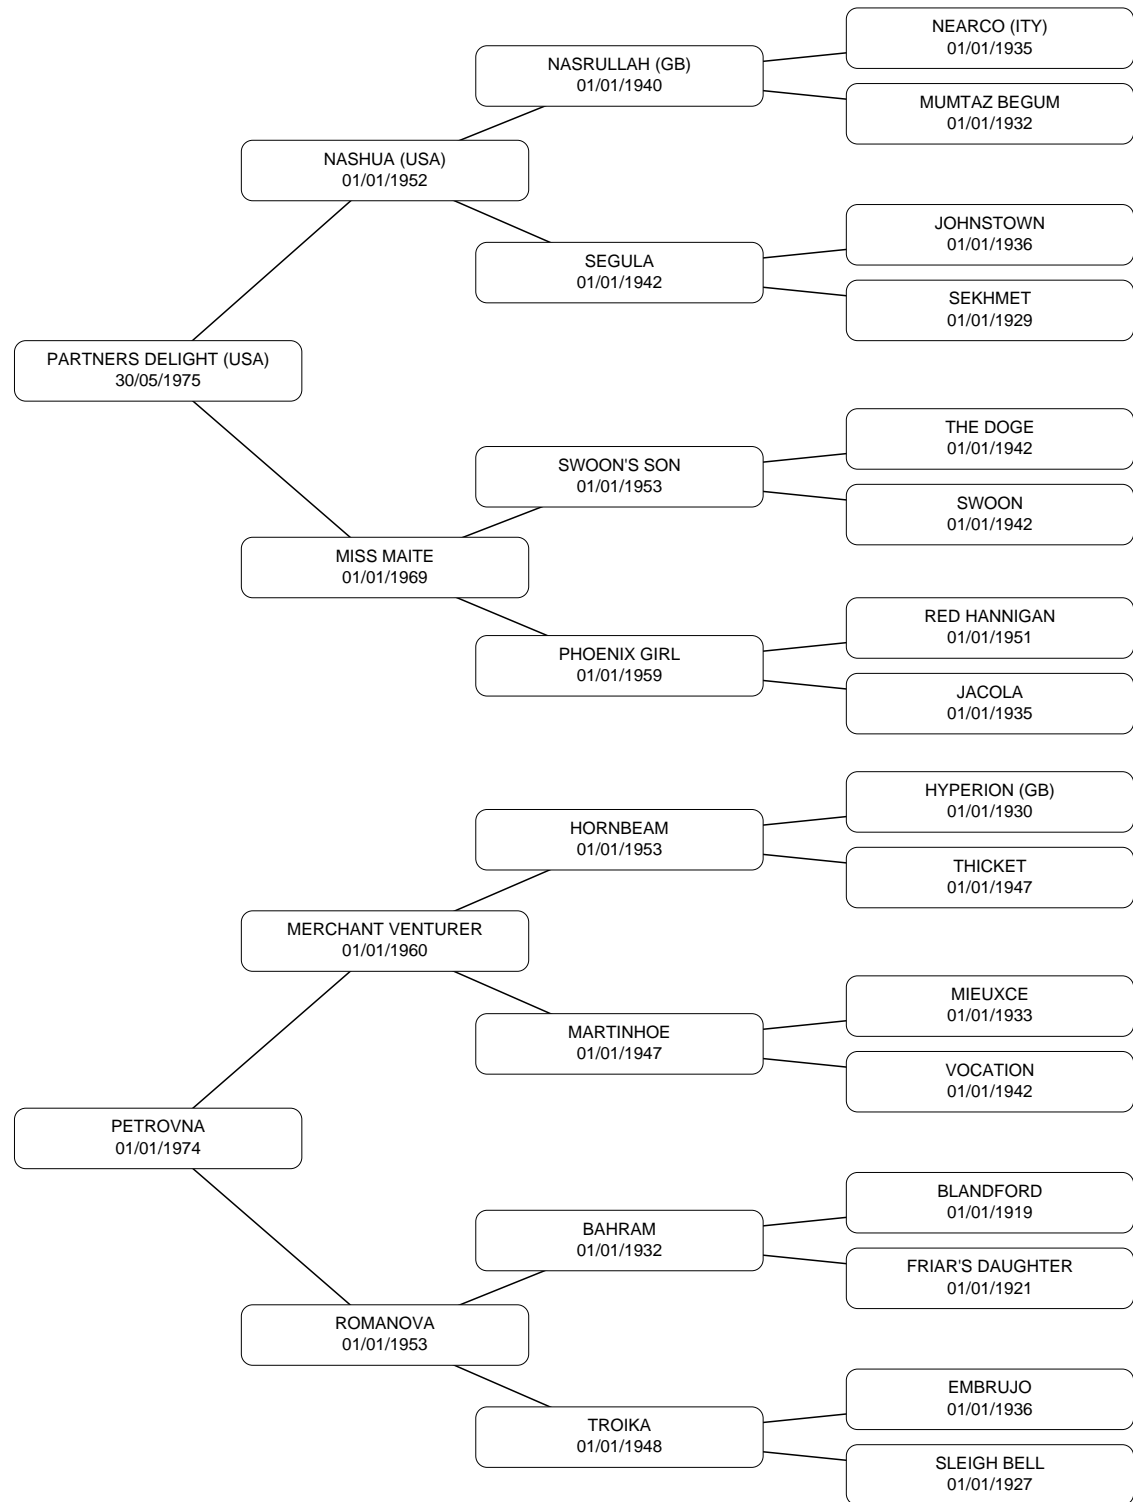 NEARCO (ITY)
01/01/1935
NASRULLAH (GB)
01/01/1940
MUMTAZ BEGUM
01/01/1932
NASHUA (USA)
01/01/1952
JOHNSTOWN
01/01/1936
SEGULA
01/01/1942
SEKHMET
01/01/1929
PARTNERS DELIGHT (USA)
30/05/1975
THE DOGE
01/01/1942
SWOON'S SON
01/01/1953
SWOON
01/01/1942
MISS MAITE
01/01/1969
RED HANNIGAN
01/01/1951
PHOENIX GIRL
01/01/1959
JACOLA
01/01/1935
HYPERION (GB)
01/01/1930
HORNBEAM
01/01/1953
THICKET
01/01/1947
MERCHANT VENTURER
01/01/1960
MIEUXCE
01/01/1933
MARTINHOE
01/01/1947
VOCATION
01/01/1942
PETROVNA
01/01/1974
BLANDFORD
01/01/1919
BAHRAM
01/01/1932
FRIAR'S DAUGHTER
01/01/1921
ROMANOVA
01/01/1953
EMBRUJO
01/01/1936
TROIKA
01/01/1948
SLEIGH BELL
01/01/1927